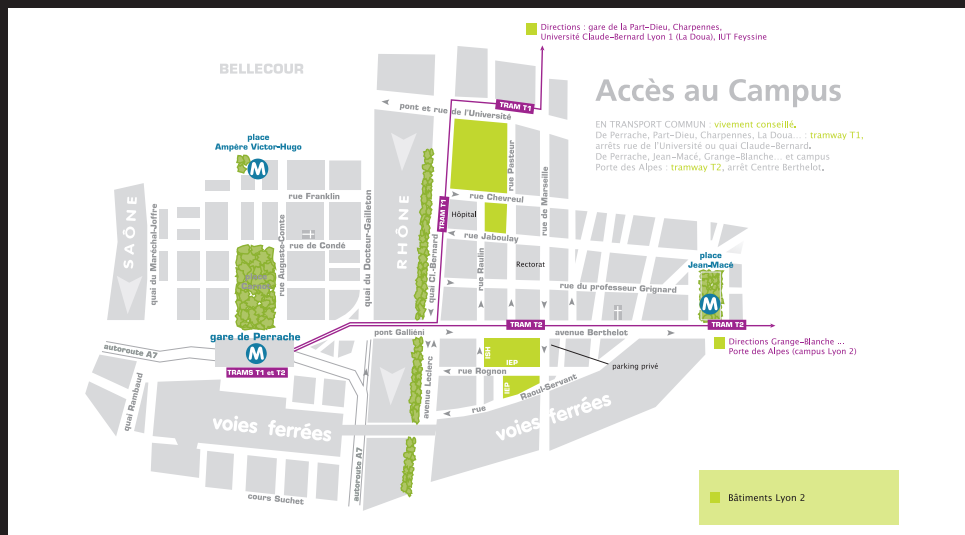 Directions : gare de la Part-Dieu, Charpennes,
Université Claude-Bernard Lyon 1 (La Doua), IUT Feyssine
BELLECOUR
Accès au Campus
EN TRANSPORT COMMUN : vivement conseillé.
De Perrache, Part-Dieu, Charpennes, La Doua... : tramway T1,
arrêts rue de l'Université ou quai Claude-Bernard.
De Perrache, Jean-Macé, Grange-Blanche... et campus
Porte des Alpes : tramway T2, arrêt Centre Berthelot.
TRAM T1
pont et rue de l'Université
place
Ampère Victor-Hugo
M
rue Pasteur
rue de Marseille
rue Franklin
rue Chevreul
SAÔNE
quai du Maréchal-Joffre
rue Auguste-Comte
quai du Docteur-Gailleton
RHÔNE
TRAM T1
Hôpital
rue de Condé
rue Jaboulay
quai Cl.-Bernard
rue Raulin
Rectorat
place
Jean-Macé
M
place
rue du professeur Grignard
gare de Perrache
M
TRAMS T1 et T2
pont Galliéni
TRAM T2
avenue Berthelot
TRAM T2
Directions Grange-Blanche ...
Porte des Alpes (campus Lyon 2)
autoroute A7
quai Rambaud
avenue Leclerc
ISH
IEP
IEP
rue Rognon
parking privé
rue
Raoul-Servant
voies ferrées
voies ferrées
autoroute A7
cours Suchet
Bâtiments Lyon 2